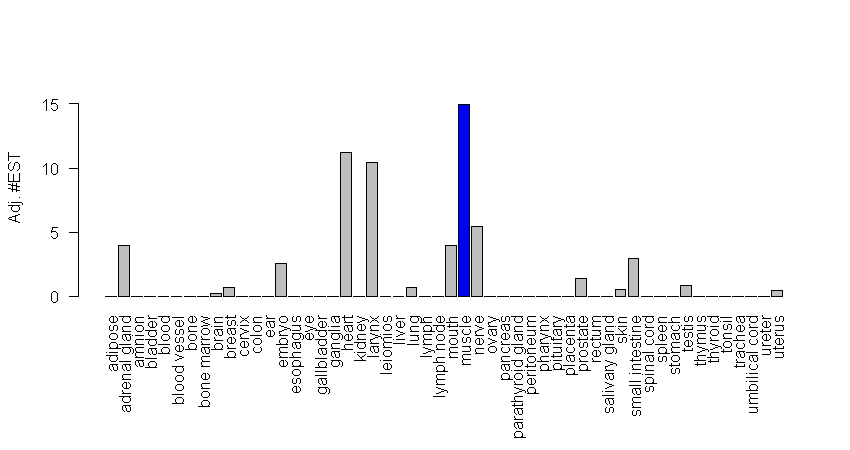 Adj. #EST
15
10
5
0
adipose
adrenal gland
amnion
bladder
blood
blood vessel
bone
bone marrow
brain
breast
cervix
colon
ear
embryo
esophagus
eye
gallbladder
ganglia
heart
kidney
larynx
leiomios
liver
lung
lymph
lymph node
mouth
muscle
nerve
ovary
pancreas
parathyroid gland
peritoneum
pharynx
pituitary
placenta
prostate
rectum
salivary gland
skin
small intestine
spinal cord
spleen
stomach
testis
thymus
thyroid
tonsil
trachea
umbilical cord
ureter
uterus